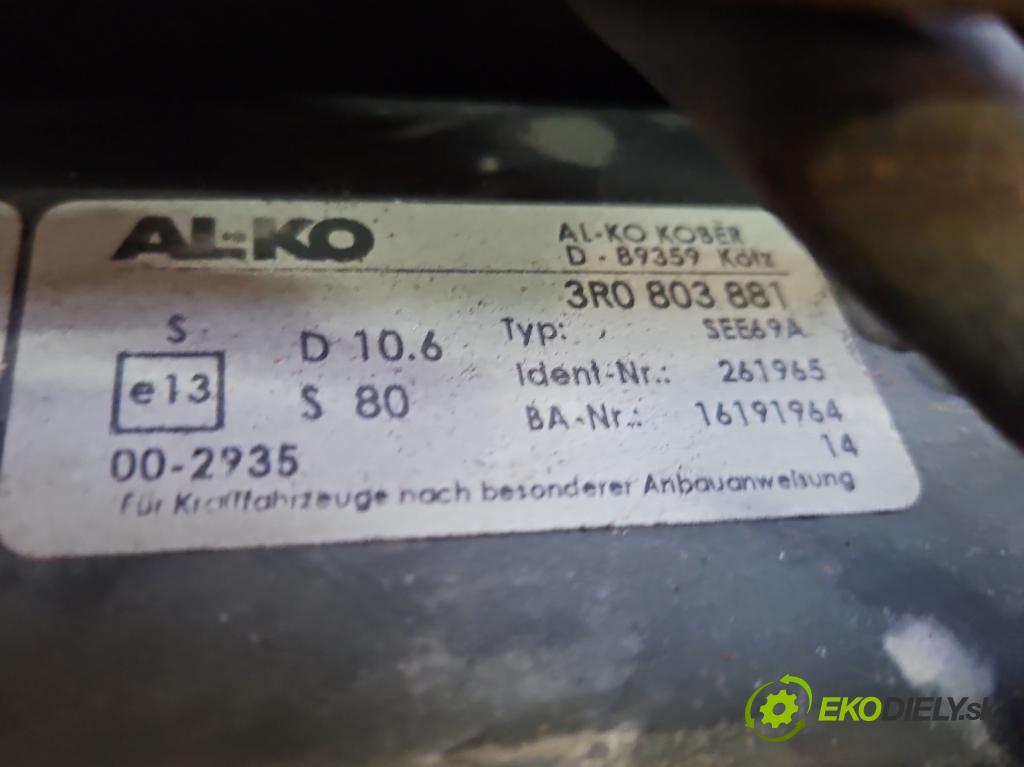 AL-KO
AL-KO KOBER
D - 89359 Kötz
3R0 803 881
S
e13
D 10.6
S 80
00-2935
Typ: SEE69A
Ident-Nr.: 261965
BA-Nr.: 16191964
14
für Kraftfahrzeuge nach besonderer Anbauanweisung
EKODIELY.sk